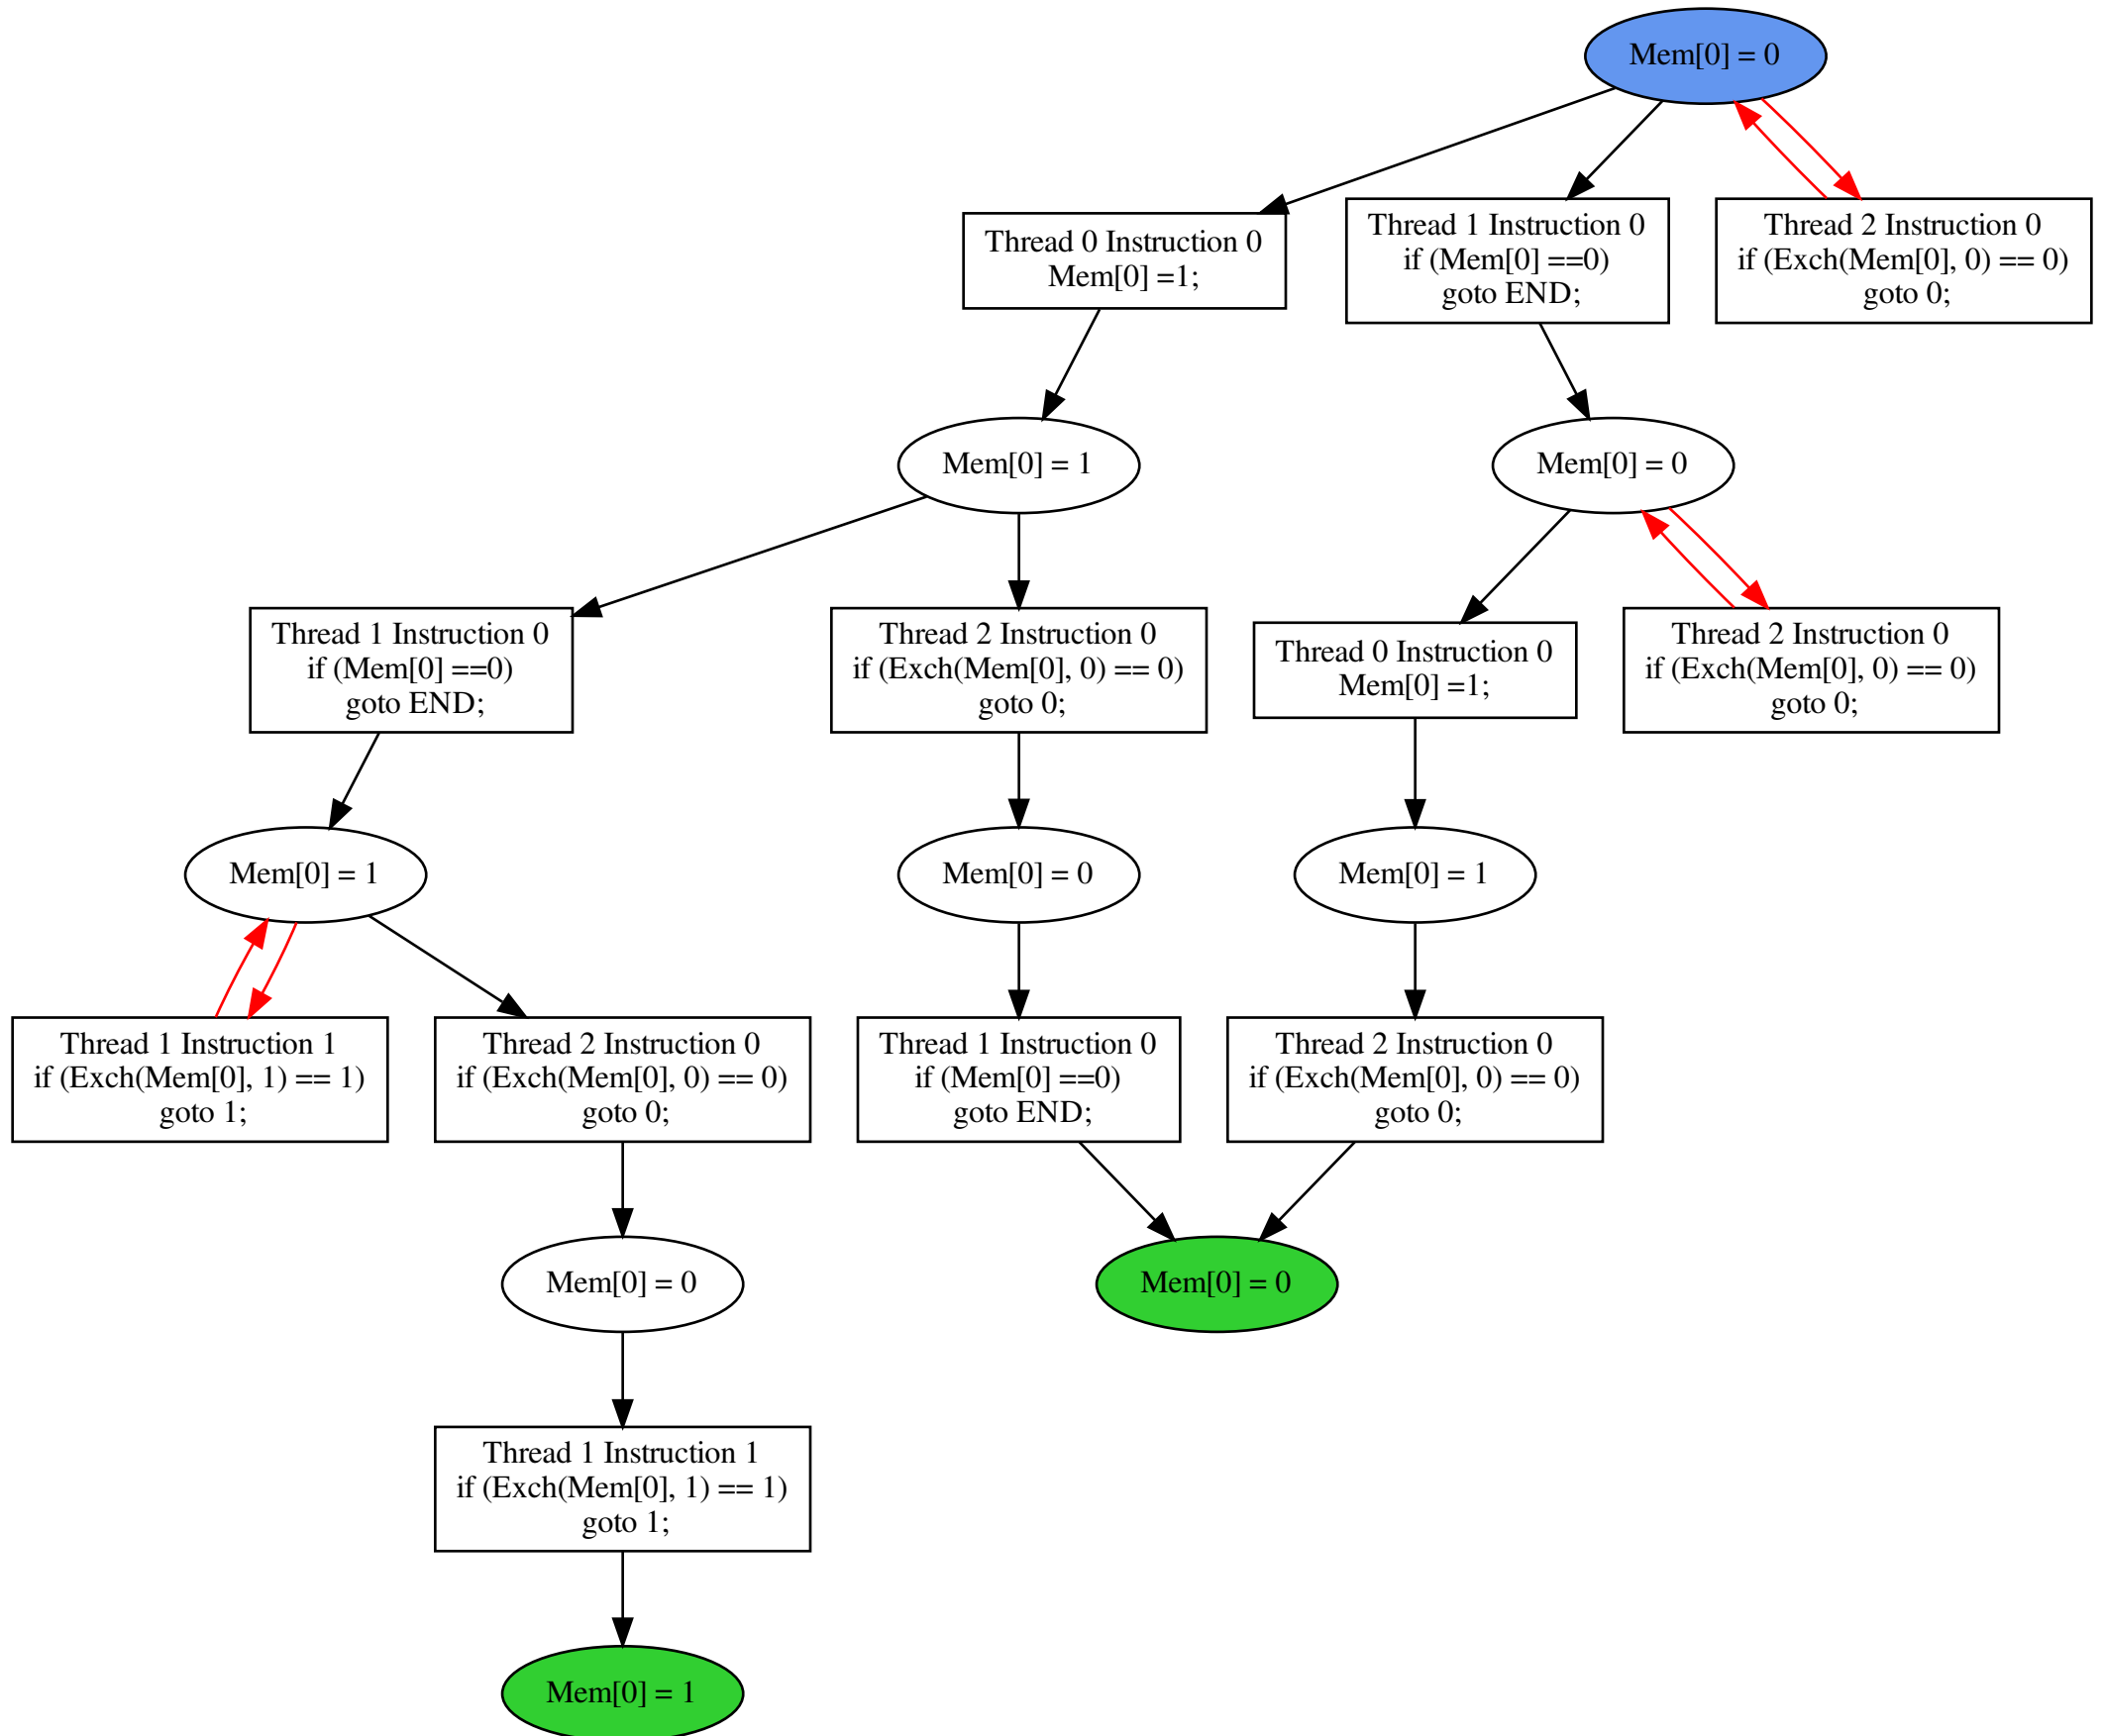 Mem[0] = 0
Thread 0 Instruction 0
Mem[0] =1;
Thread 1 Instruction 0
if (Mem[0] ==0)
goto END;
Thread 2 Instruction 0
if (Exch(Mem[0], 0) == 0)
goto 0;
Mem[0] = 1
Mem[0] = 0
Thread 1 Instruction 0
if (Mem[0] ==0)
goto END;
Thread 2 Instruction 0
if (Exch(Mem[0], 0) == 0)
goto 0;
Thread 0 Instruction 0
Mem[0] =1;
Thread 2 Instruction 0
if (Exch(Mem[0], 0) == 0)
goto 0;
Mem[0] = 1
Mem[0] = 0
Mem[0] = 1
Thread 1 Instruction 1
if (Exch(Mem[0], 1) == 1)
goto 1;
Thread 2 Instruction 0
if (Exch(Mem[0], 0) == 0)
goto 0;
Thread 1 Instruction 0
if (Mem[0] ==0)
goto END;
Thread 2 Instruction 0
if (Exch(Mem[0], 0) == 0)
goto 0;
Mem[0] = 0
Mem[0] = 0
Thread 1 Instruction 1
if (Exch(Mem[0], 1) == 1)
goto 1;
Mem[0] = 1